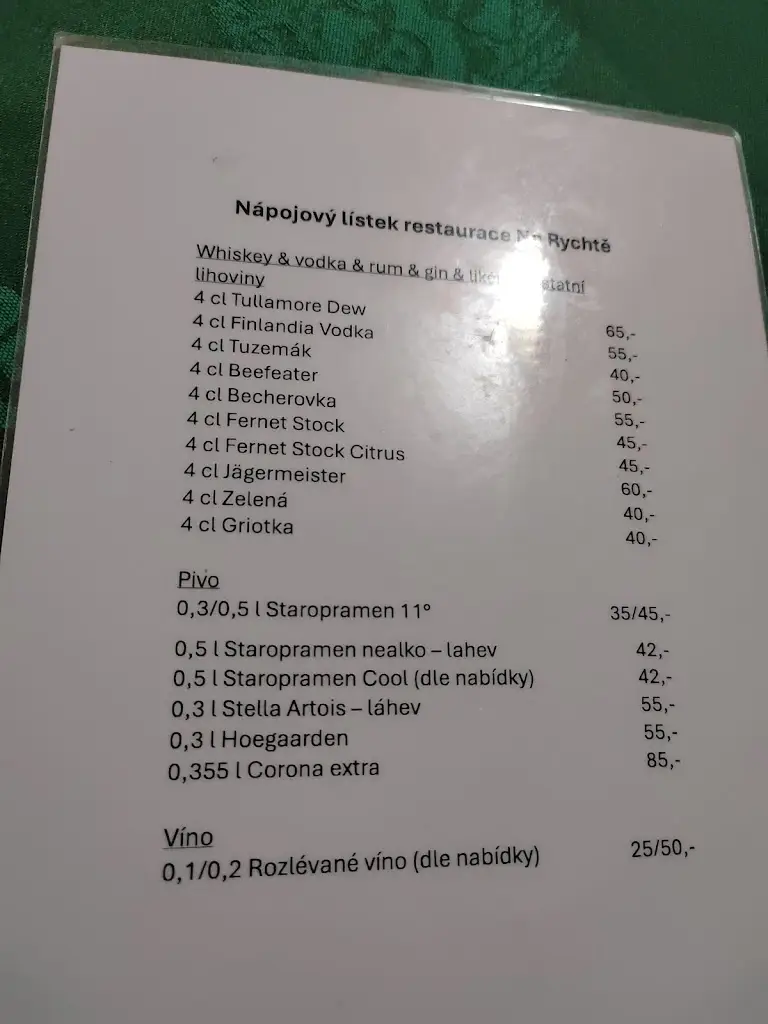 Nápojový lístek restaurace Na Rychtě
Whiskey & vodka & rum & gin & statní
lihoviny
4 cl Tullamore Dew 65,-
4 cl Finlandia Vodka 55,-
4 cl Tuzemák 40,-
4 cl Beefeater 50,-
4 cl Becherovka 55,-
4 cl Fernet Stock 45,-
4 cl Fernet Stock Citrus 45,-
4 cl Jägermeister 60,-
4 cl Zelená 40,-
4 cl Griotka 40,-
Pivo
0,3/0,5 l Staropramen 11° 35/45,-
0,5 l Staropramen nealko – lahev 42,-
0,5 l Staropramen Cool (dle nabídky) 42,-
0,3 l Stella Artois – láhev 55,-
0,3 l Hoegaarden 55,-
0,355 l Corona extra 85,-
Víno
0,1/0,2 Rozlévané víno (dle nabídky) 25/50,-